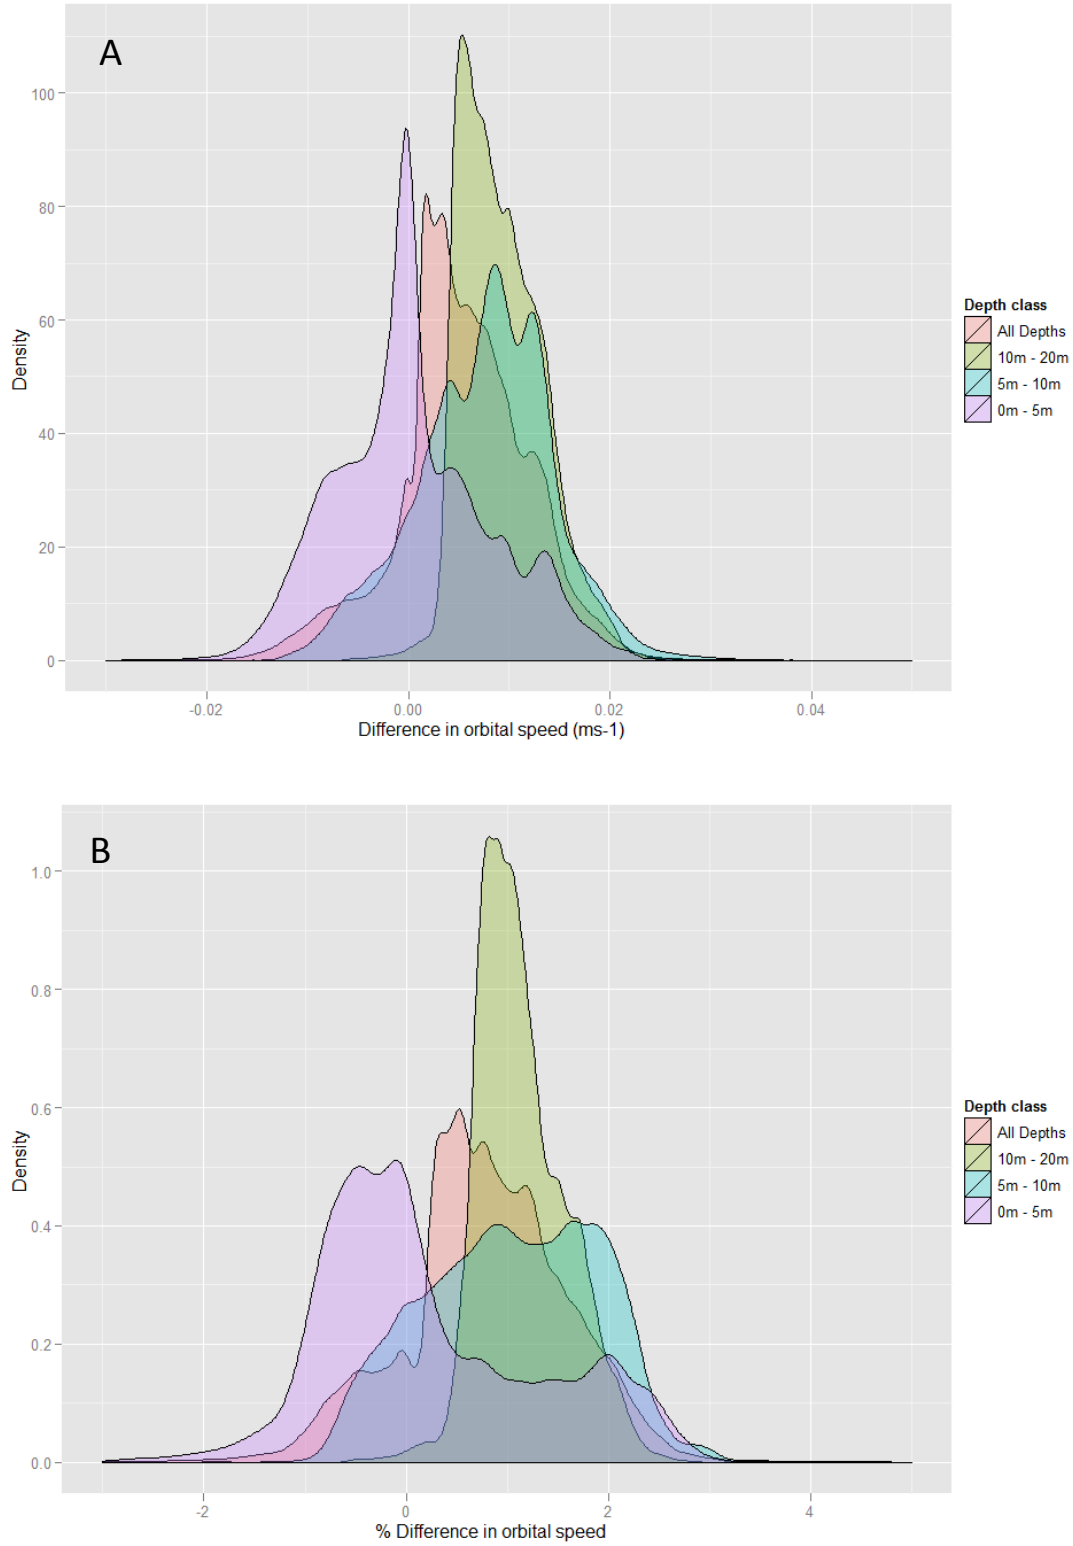 A
100
80
60
40
20
0
Density
-0.02
0.00
0.02
0.04
Difference in orbital speed (ms-1)
Depth class
All Depths
10m - 20m
5m - 10m
0m - 5m
B
1.0
0.8
0.6
0.4
0.2
0.0
Density
-2
0
2
4
% Difference in orbital speed
Depth class
All Depths
10m - 20m
5m - 10m
0m - 5m